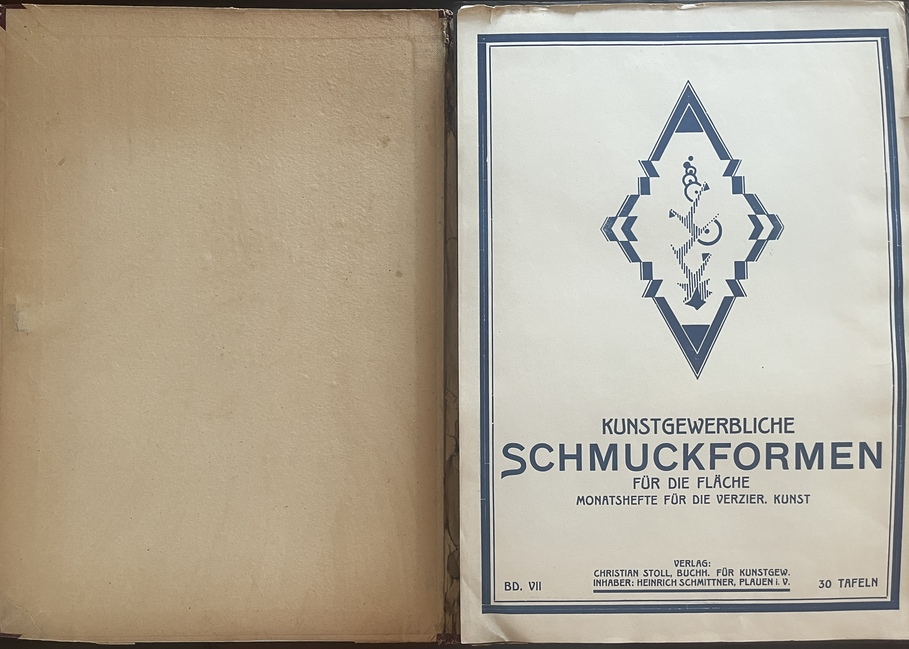 KUNSTGEWERBLICHE
SCHMUCKFORMEN
FÜR DIE FLÄCHE
MONATSHEFTE FÜR DIE VERZIER. KUNST
VERLAG:
CHRISTIAN STOLL, BUCHH. FÜR KUNSTGEW.
INHABER: HEINRICH SCHMITTNER, PLAUEN i. V.
BD. VII
30 TAFELN